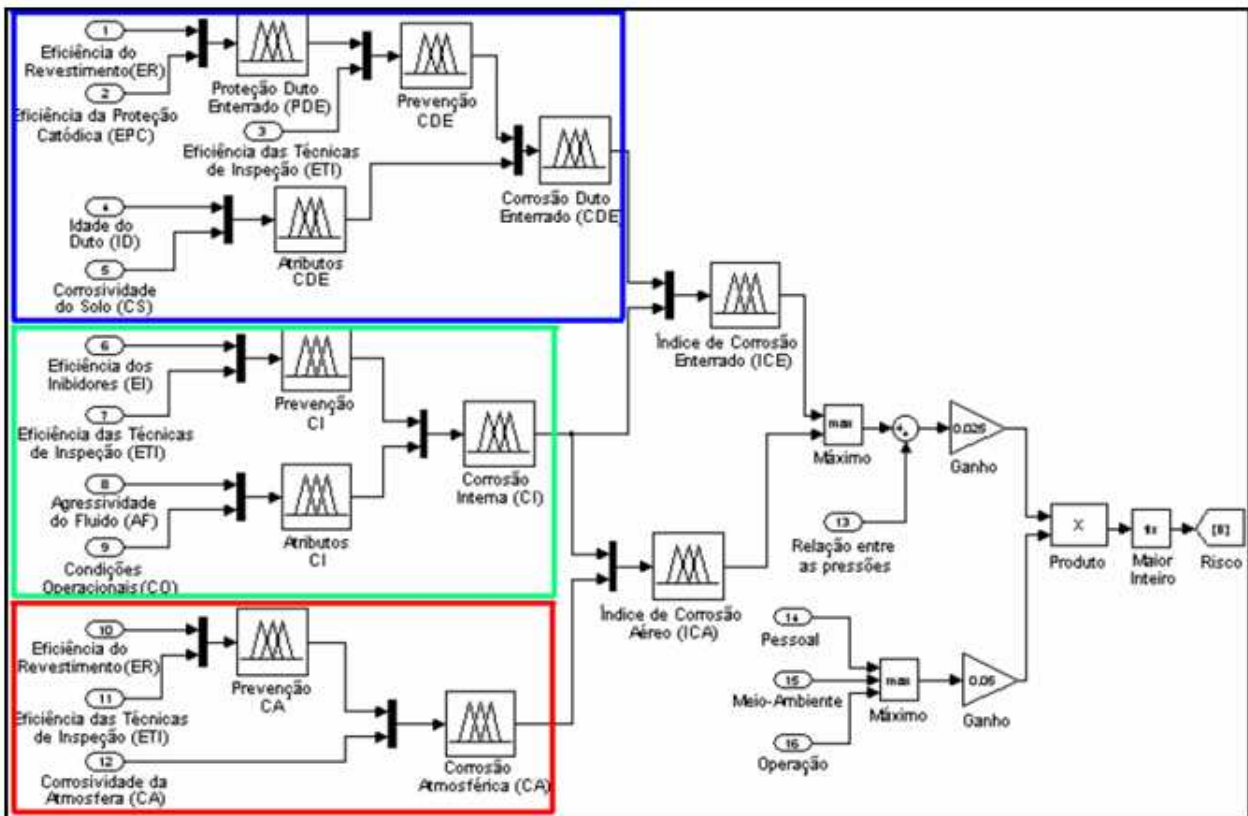 1
Eficiência do
Revestimento(ER)
2
Eficiência da Proteção
Catódica (EPC)
Proteção Duto
Enterrado (PDE)
3
Eficiência das Técnicas
de Inspeção (ETI)
Prevenção
CDE
4
Idade do
Duto (ID)
5
Corrosividade
do Solo (CS)
Atributos
CDE
Corrosão Duto
Enterrado (CDE)
6
Eficiência dos
Inibidores (EI)
7
Eficiência das Técnicas
de Inspeção (ETI)
Prevenção
CI
8
Agressividade
do Fluido (AF)
9
Condições
Operacionais (CO)
Atributos
CI
Corrosão
Interna (CI)
10
Eficiência do
Revestimento(ER)
11
Eficiência das Técnicas
de Inspeção (ETI)
Prevenção
CA
12
Corrosividade da
Atmosfera (CA)
Corrosão
Atmosférica (CA)
Índice de Corrosão
Enterrado (ICE)
Índice de Corrosão
Aéreo (ICA)
max
Máximo
13
Relação entre
as pressões
0.025
Ganho
14
Pessoal
15
Meio-Ambiente
16
Operação
max
Máximo
0.05
Ganho
X
Produto
Maior
Inteiro
Risco